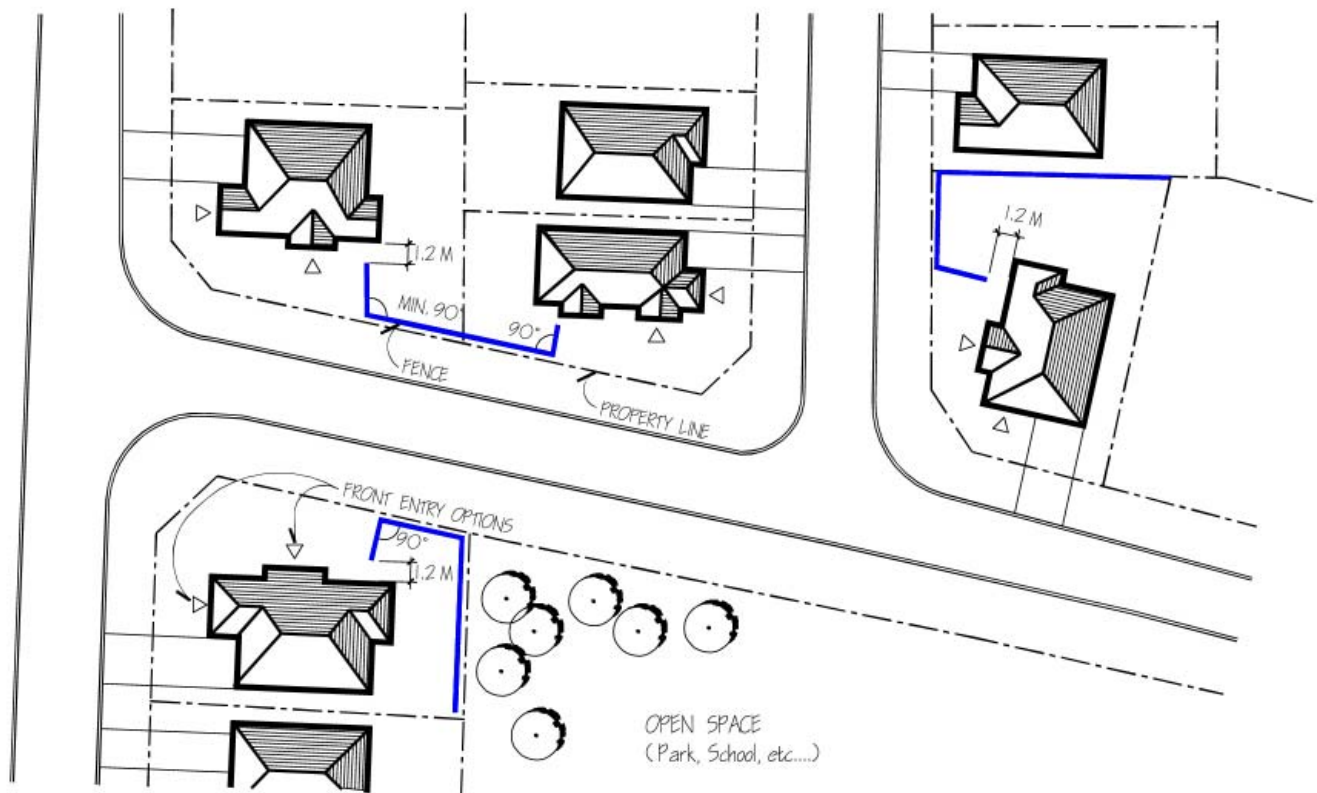 1.2 M
1.2 M
MIN. 90°
90°
FENCE
PROPERTY LINE
FRONT ENTRY OPTIONS
90°
1.2 M
OPEN SPACE
(Park, School, etc....)